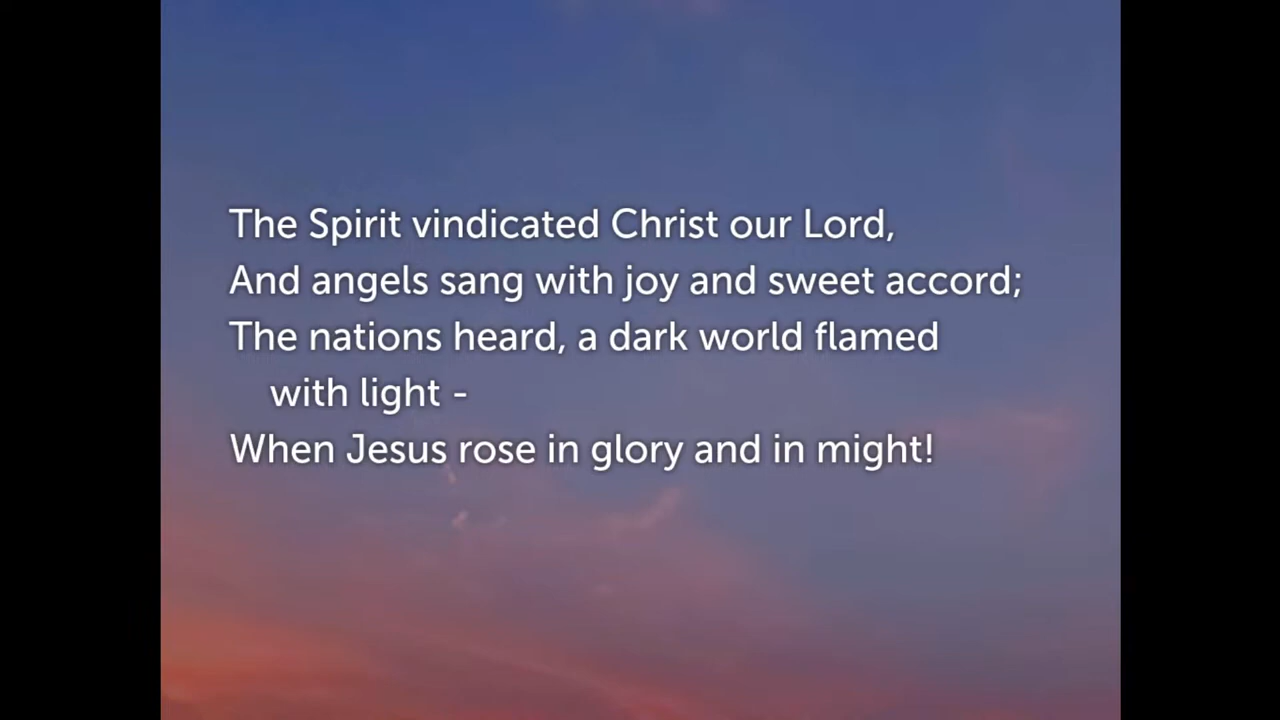 The Spirit vindicated Christ our Lord,
And angels sang with joy and sweet accord;
The nations heard, a dark world flamed
with light -
When Jesus rose in glory and in might!